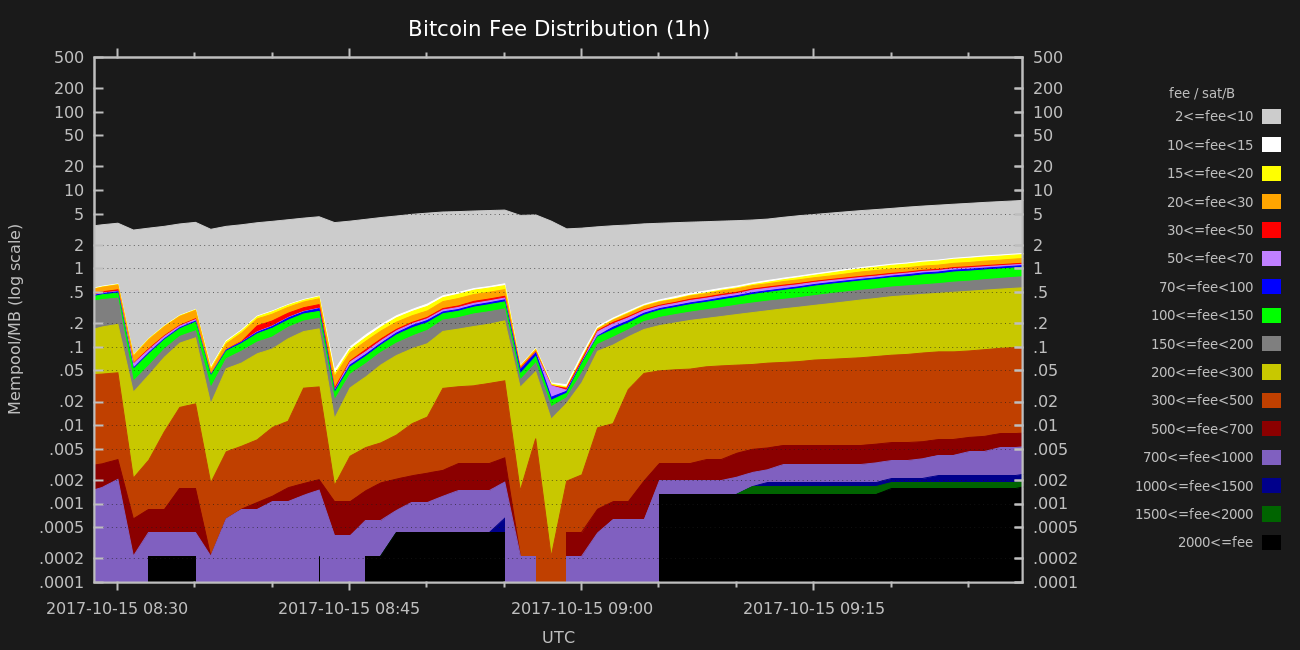 Bitcoin Fee Distribution (1h)
Mempool/MB (log scale)
500
200
100
50
20
10
5
2
1
.5
.2
.1
.05
.02
.01
.005
.002
.001
.0005
.0002
.0001
500
200
100
50
20
10
5
2
1
.5
.2
.1
.05
.02
.01
.005
.002
.001
.0005
.0002
.0001
2017-10-15 08:30
2017-10-15 08:45
2017-10-15 09:00
2017-10-15 09:15
UTC
fee / sat/B
2<=fee<10
10<=fee<15
15<=fee<20
20<=fee<30
30<=fee<50
50<=fee<70
70<=fee<100
100<=fee<150
150<=fee<200
200<=fee<300
300<=fee<500
500<=fee<700
700<=fee<1000
1000<=fee<1500
1500<=fee<2000
2000<=fee